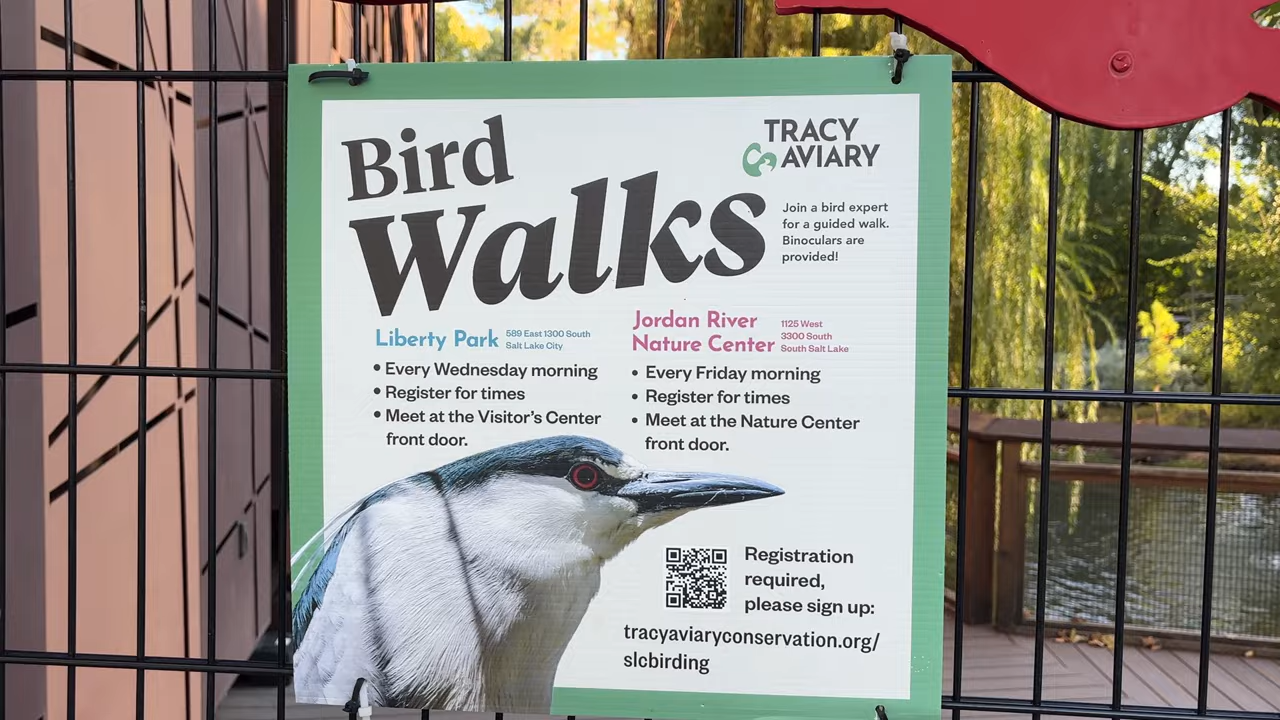 Bird
Walks
TRACY
AVIARY
Join a bird expert
for a guided walk.
Binoculars are
provided!
Liberty Park
589 East 1300 South
Salt Lake City
• Every Wednesday morning
• Register for times
• Meet at the Visitor's Center
front door.
Jordan River
Nature Center
1125 West
3300 South
South Salt Lake
• Every Friday morning
• Register for times
• Meet at the Nature Center
front door.
Registration
required,
please sign up:
tracyaviaryconservation.org/
slcbirding